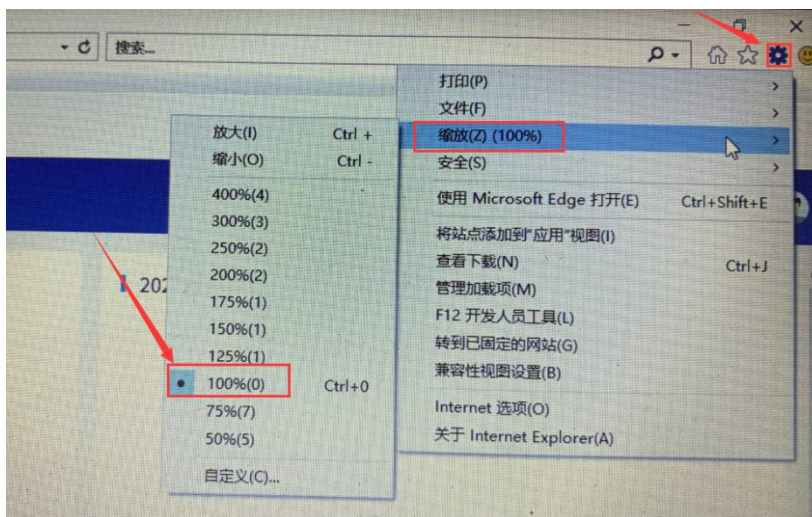 搜索...
打印(P)
文件(F)
缩放(Z) (100%)
安全(S)
使用 Microsoft Edge 打开(E) Ctrl+Shift+E
将站点添加到"应用"视图(I)
查看下载(N) Ctrl+J
管理加载项(M)
F12 开发人员工具(L)
转到已固定的网站(G)
兼容性视图设置(B)
Internet 选项(O)
关于 Internet Explorer(A)
放大(I) Ctrl +
缩小(O) Ctrl -
400%(4)
300%(3)
250%(2)
200%(2)
175%(1)
150%(1)
125%(1)
100%(0) Ctrl+0
75%(7)
50%(5)
自定义(C)...
202